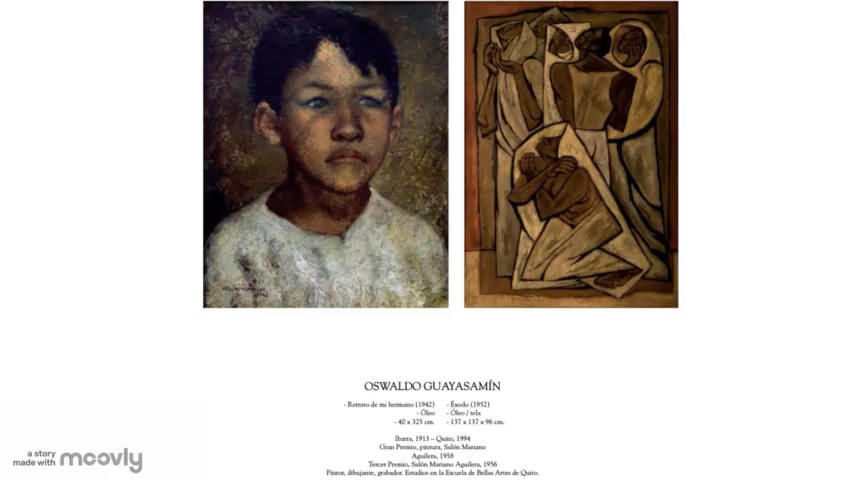 OSWALDO GUAYASAMÍN
- Retrato de mi hermano (1942)
- Óleo
- 40 x 325 cm.
- Éxodo (1952)
- Óleo / tela
- 137 x 137 x 96 cm.
Ibarra, 1913 – Quito, 1994
Gran Premio, pintura, Salón Mariano
Aguilera, 1958
Tercer Premio, Salón Mariano Aguilera, 1956
Pintor, dibujante, grabador. Estudios en la Escuela de Bellas Artes de Quito.
a story
made with moovly